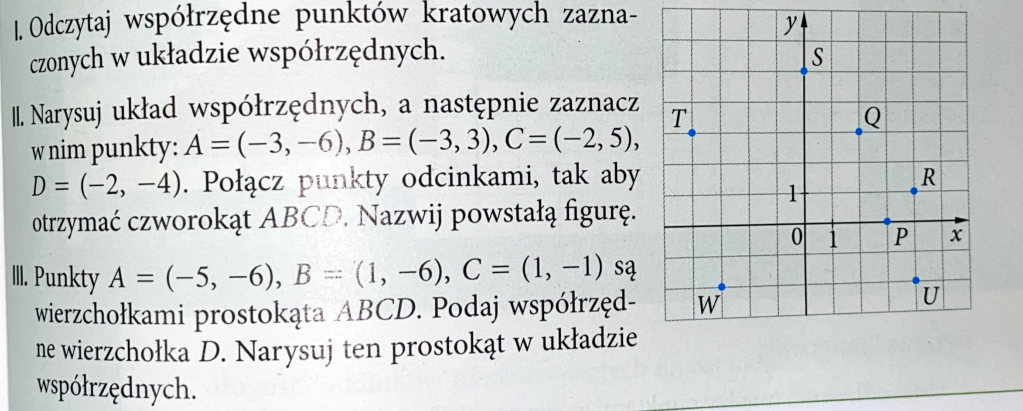 I. Odczytaj współrzędne punktów kratowych zazna-
czonych w układzie współrzędnych.
II. Narysuj układ współrzędnych, a następnie zaznacz
w nim punkty: A = (−3, −6), B = (−3, 3), C = (−2, 5),
D = (−2, −4). Połącz punkty odcinkami, tak aby
otrzymać czworokąt ABCD. Nazwij powstałą figurę.
III. Punkty A = (−5, −6), B = (1, −6), C = (1, −1) są
wierzchołkami prostokąta ABCD. Podaj współrzęd-
ne wierzchołka D. Narysuj ten prostokąt w układzie
współrzędnych.
y
S
T
Q
R
1
0 1 P x
W
U